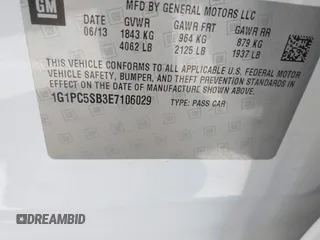 GM
MFD BY GENERAL MOTORS LLC
06/13 GVWR GAWR FRT GAWR RR
1843 KG 964 KG 879 KG
4062 LB 2125 LB 1937 LB
THIS VEHICLE CONFORMS TO ALL APPLICABLE U.S. FEDERAL MOTOR
VEHICLE SAFETY, BUMPER, AND THEFT PREVENTION STANDARDS
IN EFFECT ON THE DATE OF MANUFACTURE SHOWN ABOVE.
1G1PC5SB3E7106029 TYPE: PASS CAR
DREAMBID